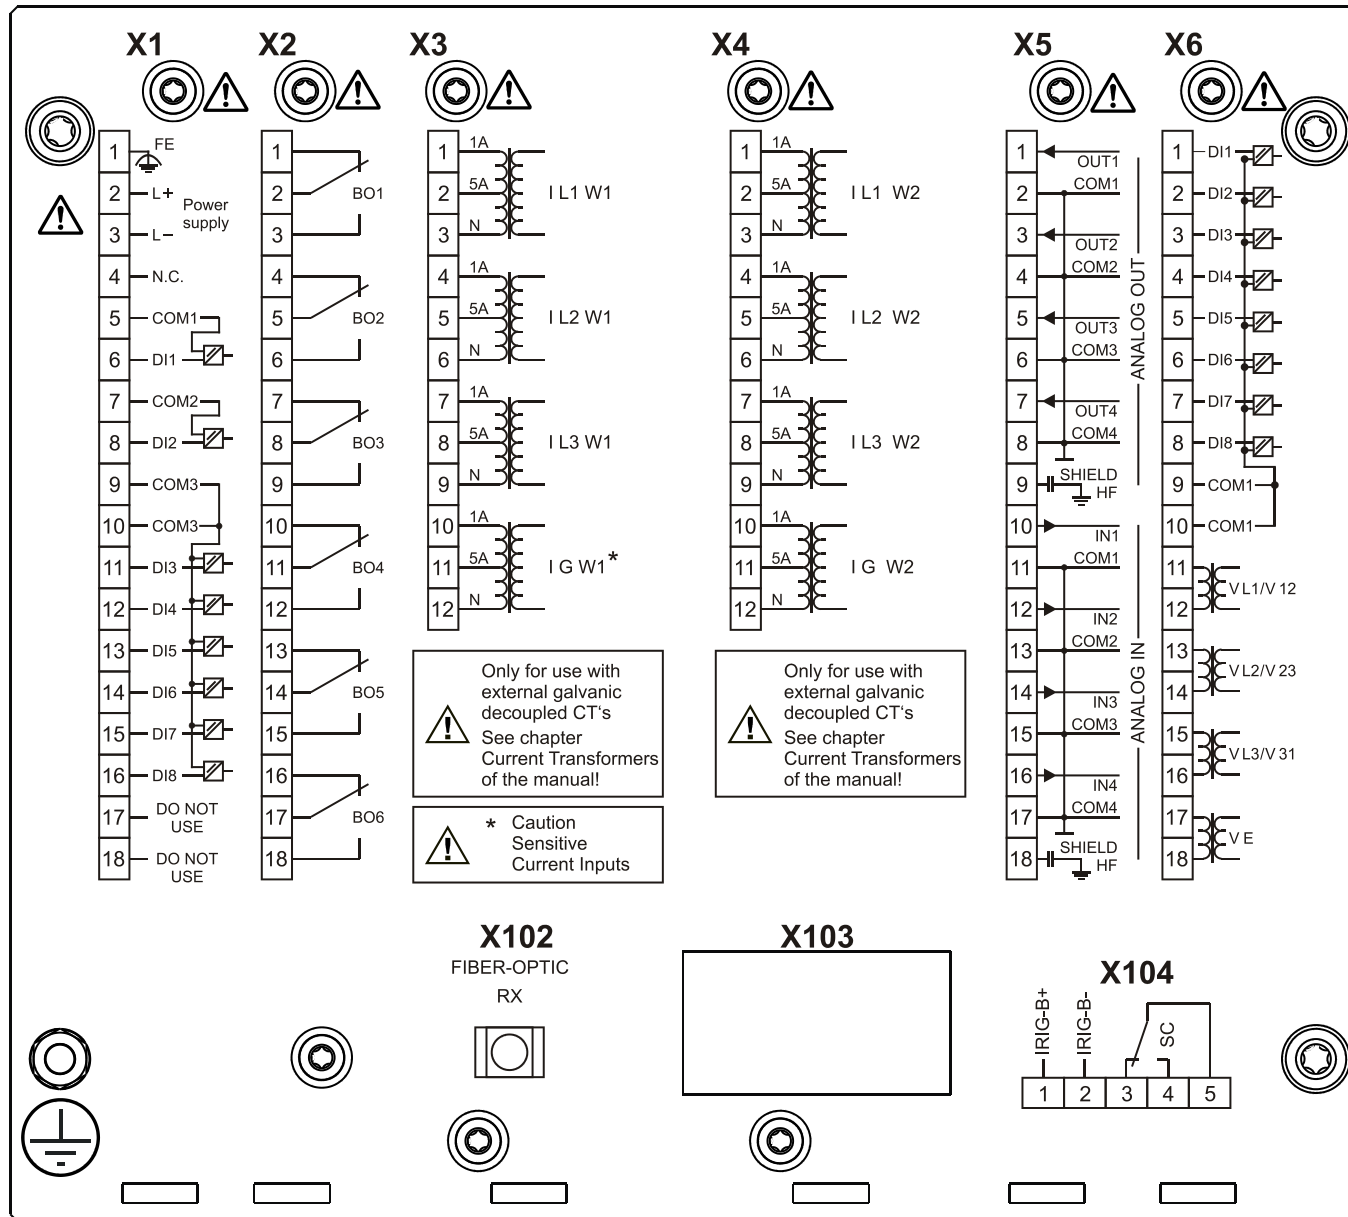 X1
1
FE
2
L+
Power
supply
3
L–
4
N.C.
5
COM1
6
DI1
7
COM2
8
DI2
9
COM3
10
COM3
11
DI3
12
DI4
13
DI5
14
DI6
15
DI7
16
DI8
17
DO NOT
USE
18
DO NOT
USE
X2
1
2
BO1
3
4
5
BO2
6
7
8
BO3
9
10
11
BO4
12
13
14
BO5
15
16
17
BO6
18
X3
1
1A
2
5A
I L1 W1
3
N
4
1A
5
5A
I L2 W1
6
N
7
1A
8
5A
I L3 W1
9
N
10
1A
11
5A
I G W1*
12
N
Only for use with
external galvanic
decoupled CT's
See chapter
Current Transformers
of the manual!
* Caution
Sensitive
Current Inputs
X4
1
1A
2
5A
I L1 W2
3
N
4
1A
5
5A
I L2 W2
6
N
7
1A
8
5A
I L3 W2
9
N
10
1A
11
5A
I G W2
12
N
Only for use with
external galvanic
decoupled CT's
See chapter
Current Transformers
of the manual!
X5
1
OUT1
2
COM1
3
OUT2
4
COM2
5
OUT3
6
COM3
7
OUT4
8
COM4
9
SHIELD
HF
ANALOG OUT
10
IN1
11
COM1
12
IN2
13
COM2
14
IN3
15
COM3
16
IN4
17
COM4
18
SHIELD
HF
ANALOG IN
X6
1
DI1
2
DI2
3
DI3
4
DI4
5
DI5
6
DI6
7
DI7
8
DI8
9
COM1
10
COM1
11
V L1/V 12
12
13
V L2/V 23
14
15
V L3/V 31
16
17
V E
18
X102
FIBER-OPTIC
RX
X103
X104
IRIG-B+
IRIG-B-
SC
1 2 3 4 5